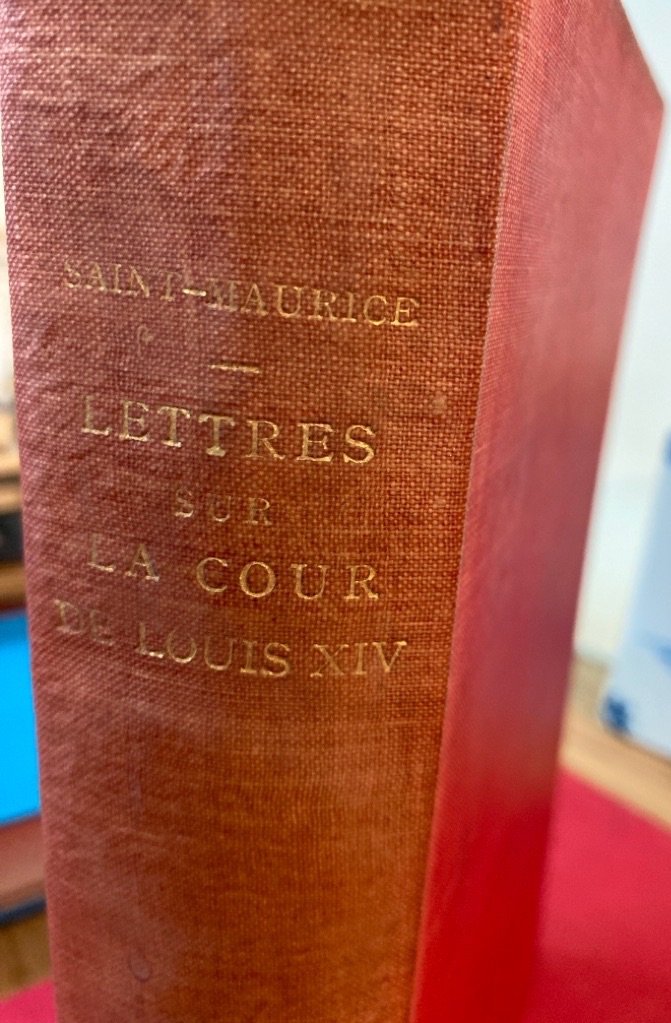 SAINT-MAURICE
LETTRES
SUR
LA COUR
DE LOUIS XIV